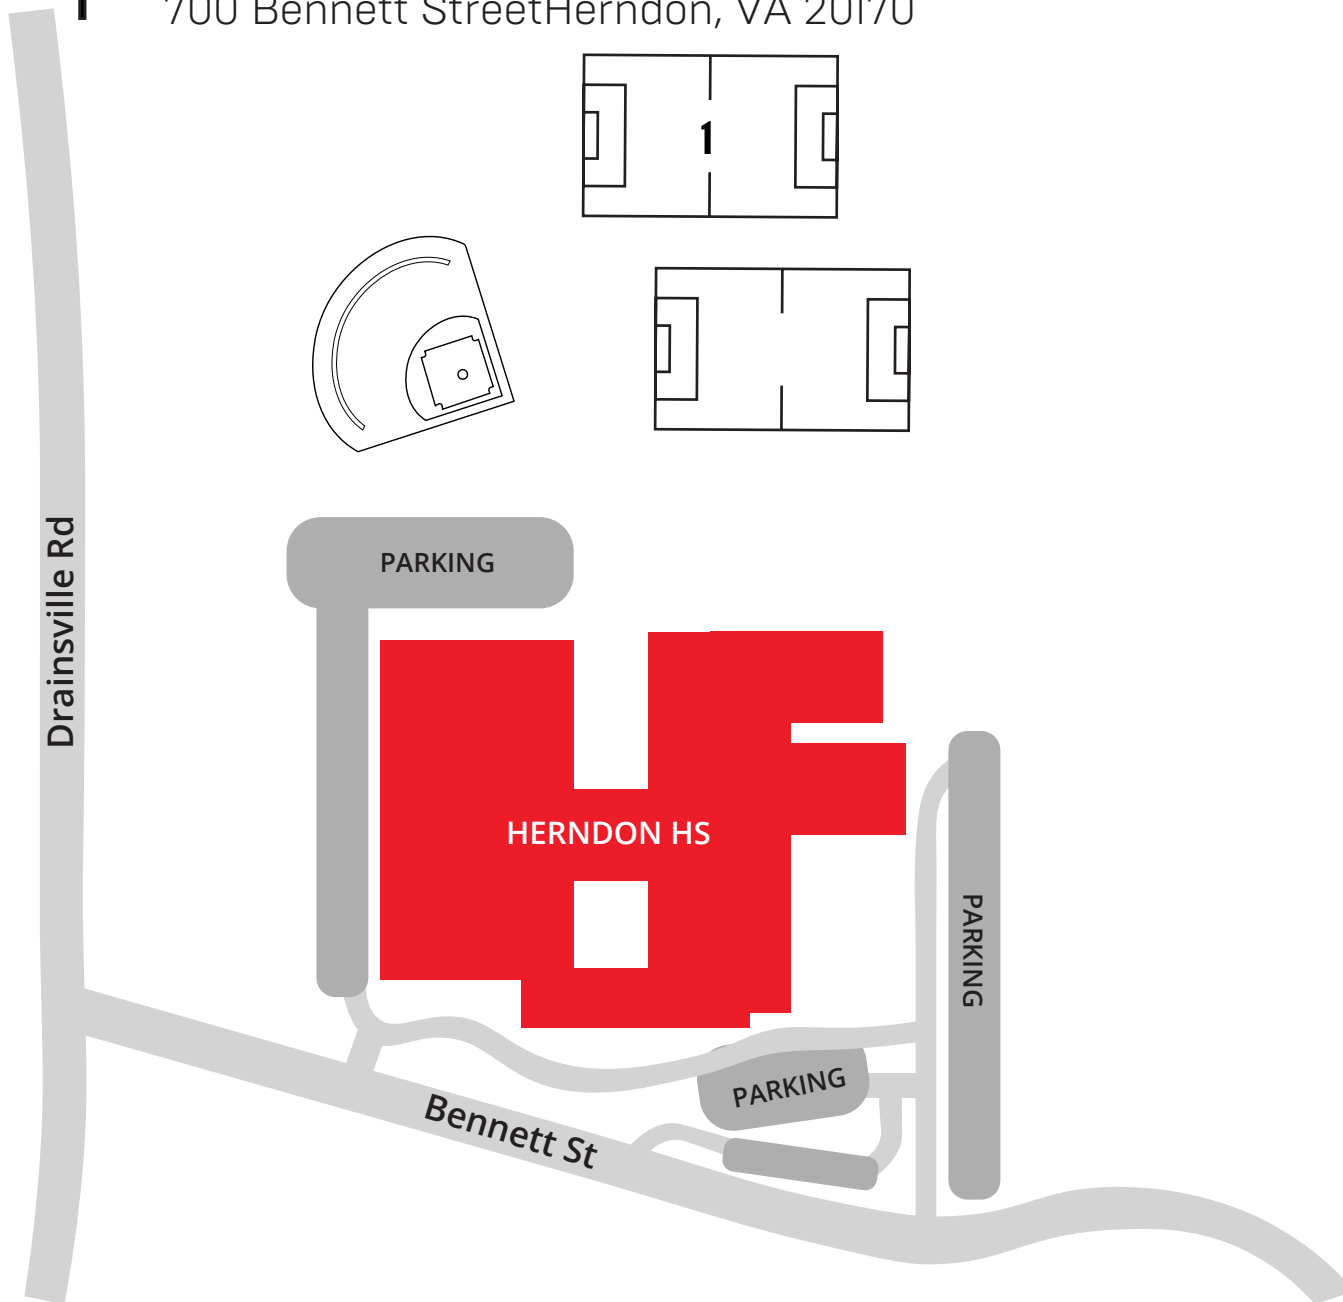 700 Bennett StreetHerndon, VA 20170
1
Drainsville Rd
PARKING
HERNDON HS
PARKING
PARKING
Bennett St